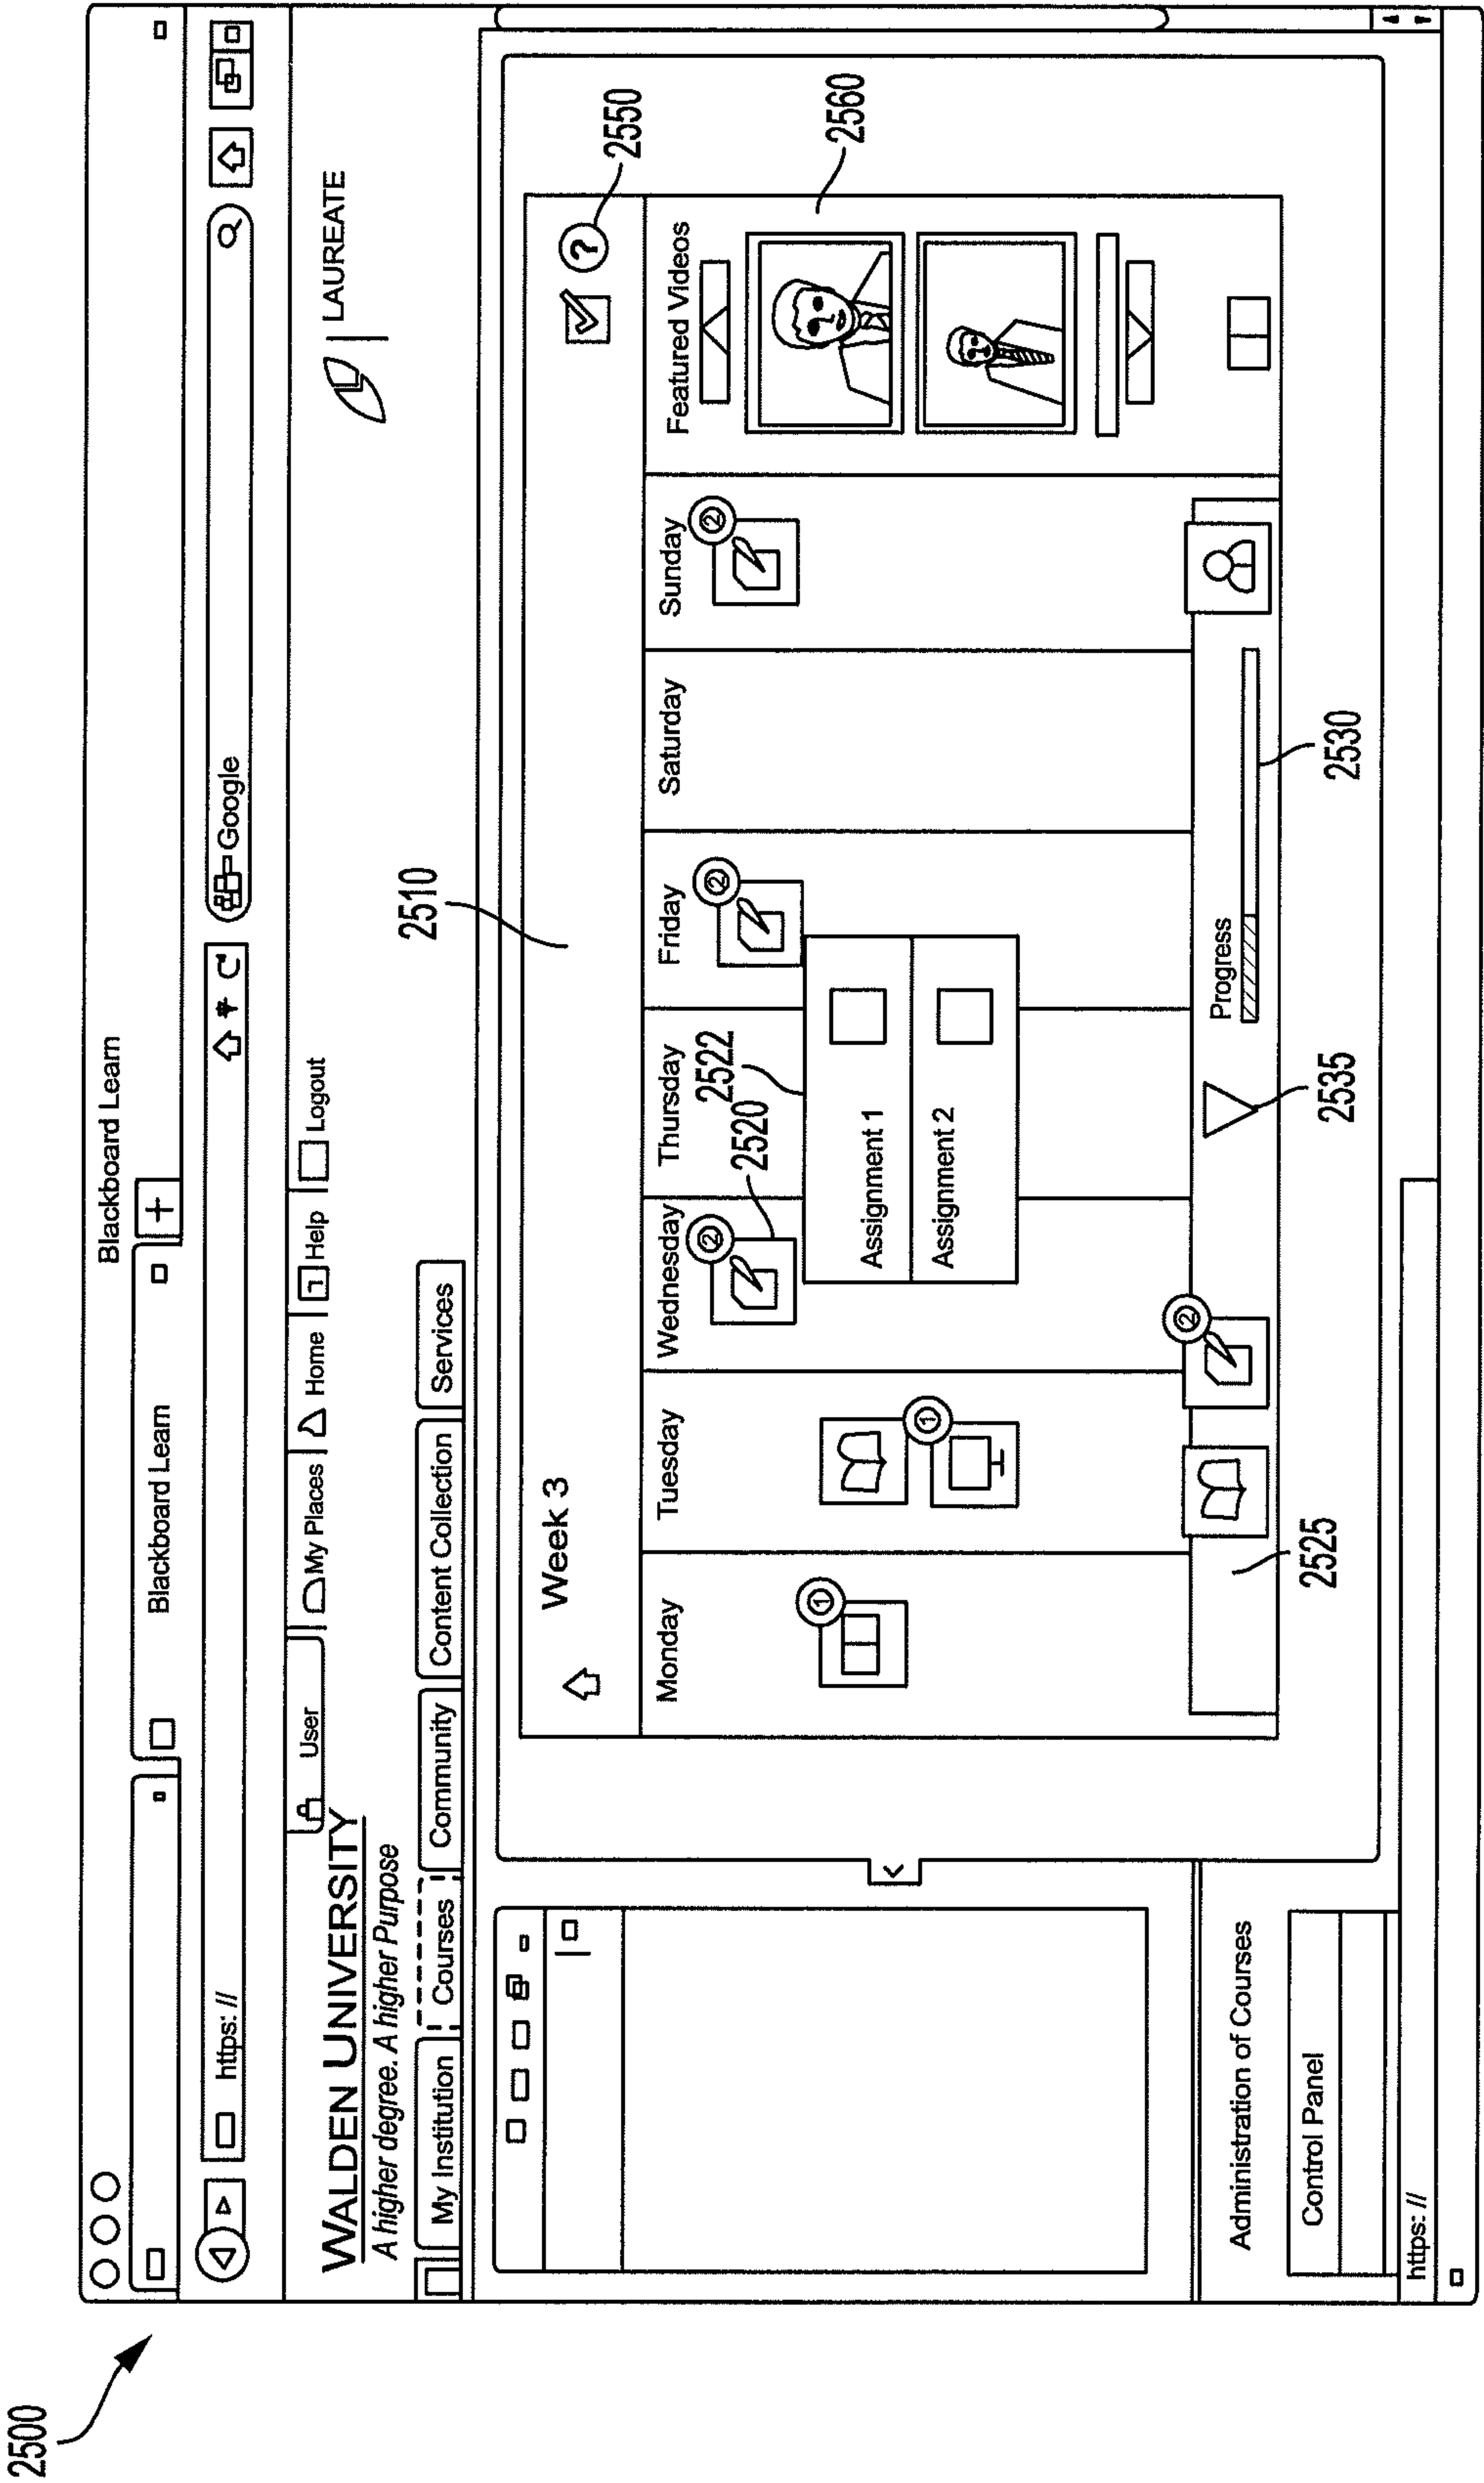 2500
Blackboard Learn
Blackboard Learn
https: //
Google
User
My Places
Home
Help
Logout
WALDEN UNIVERSITY
A higher degree. A higher Purpose
LAUREATE
My Institution
Courses
Community
Content Collection
Services
2510
Week 3
?
2550
Monday
Tuesday
Wednesday
Thursday
Friday
Saturday
Sunday
Featured Videos
2560
2
2
2
2522
2520
1
1
Assignment 1
Assignment 2
2
Progress
2525
2535
2530
Administration of Courses
Control Panel
https: //